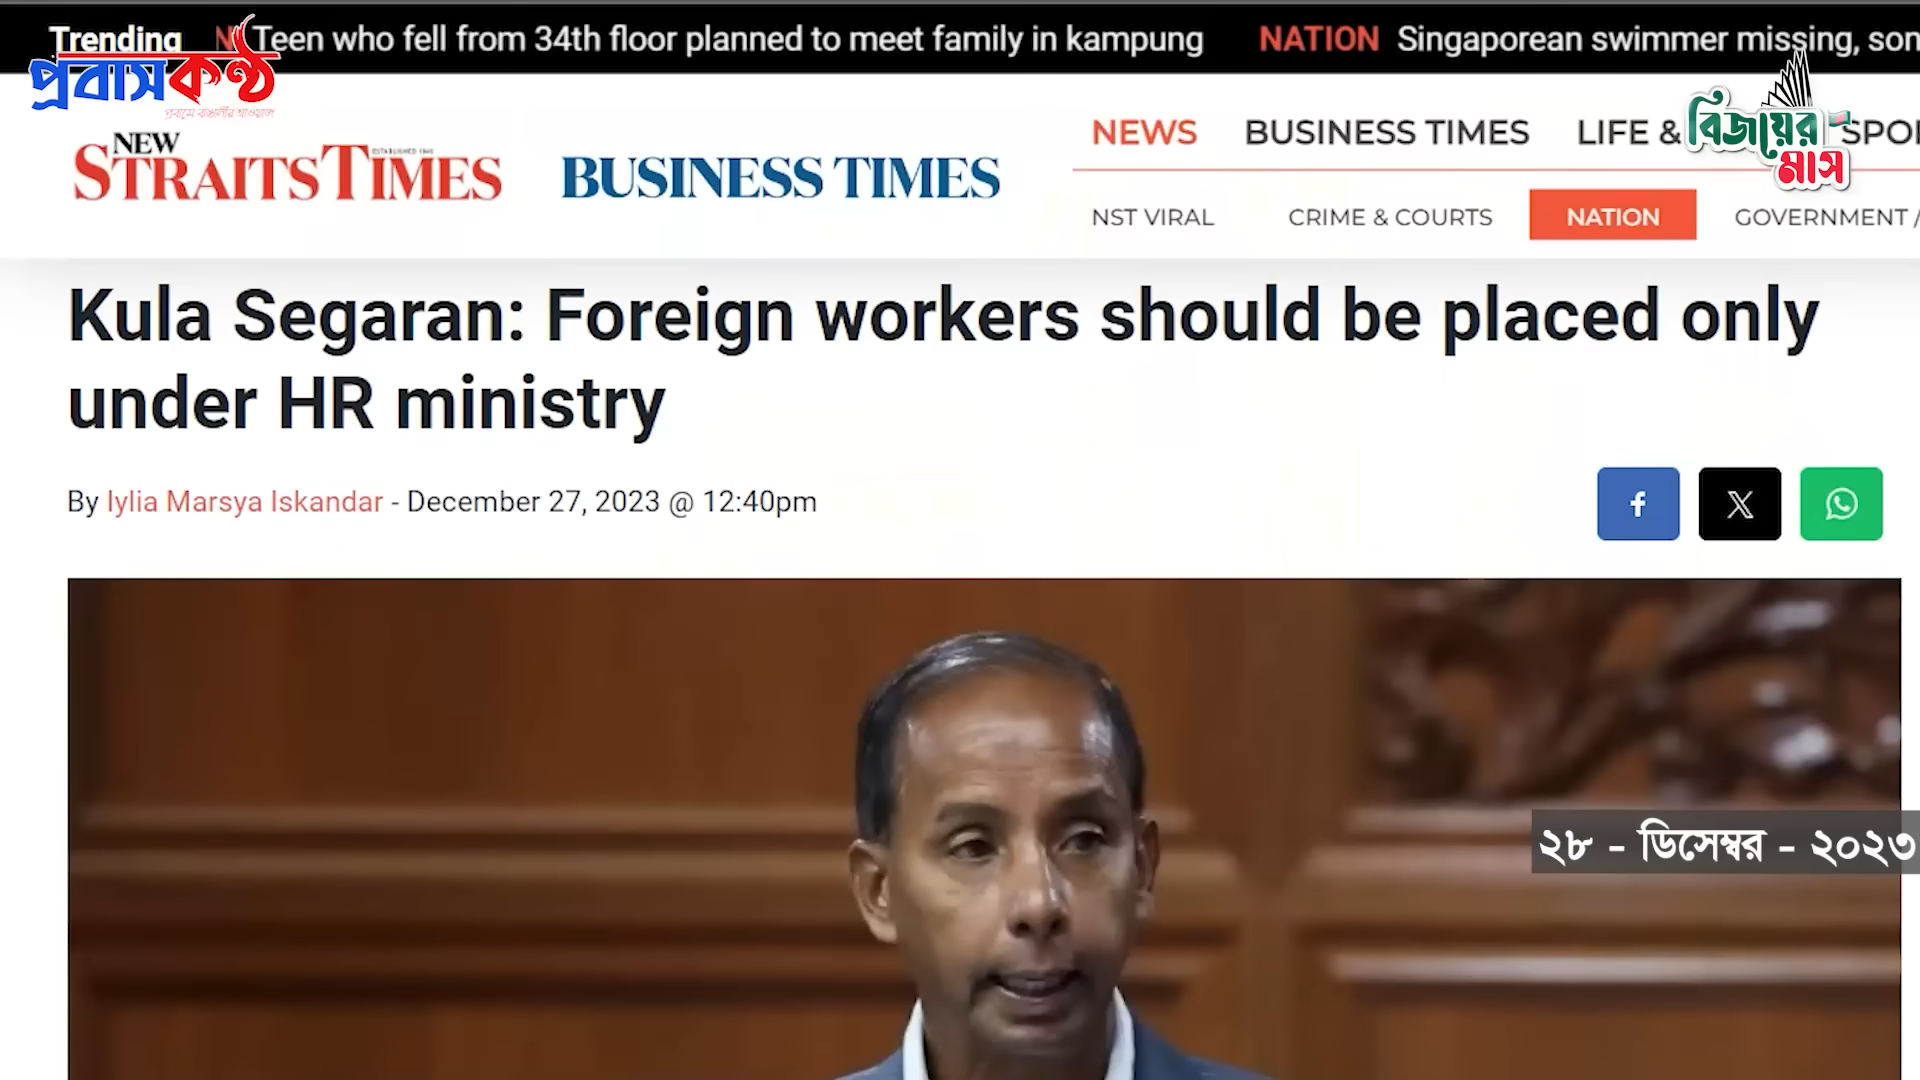 Trending
Teen who fell from 34th floor planned to meet family in kampung
NATION Singaporean swimmer missing, son
প্রবাসকণ্ঠ
বিজয়ের
মাস
NEW
STRAITS TIMES
BUSINESS TIMES
NEWS BUSINESS TIMES LIFE & SPO
NST VIRAL CRIME & COURTS NATION GOVERNMENT /
Kula Segaran: Foreign workers should be placed only
under HR ministry
By Iylia Marsya Iskandar - December 27, 2023 @ 12:40pm
২৮ - ডিসেম্বর - ২০২৩